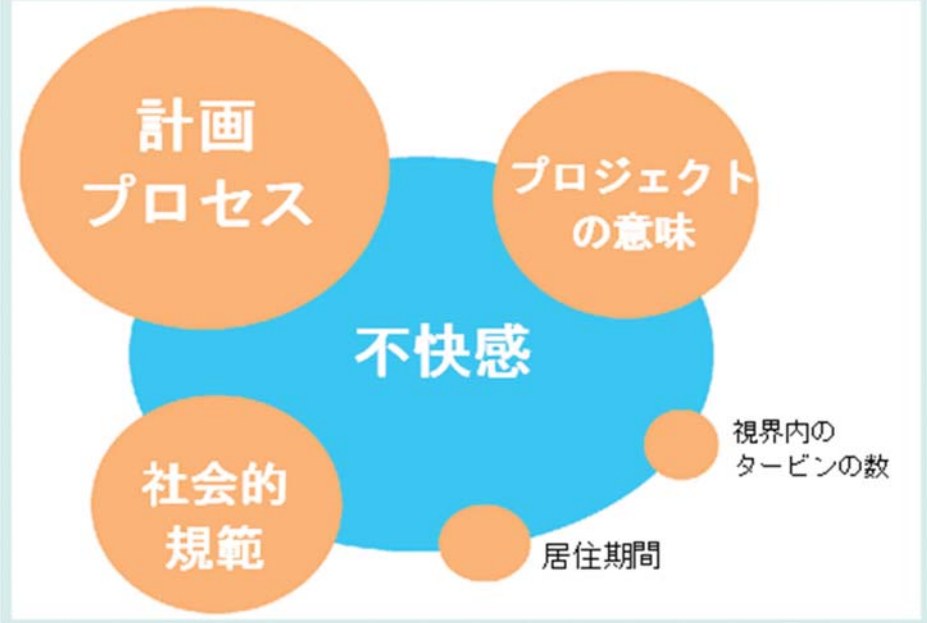 計画
プロセス
プロジェクト
の意味
不快感
視界内の
タービンの数
社会的
規範
居住期間